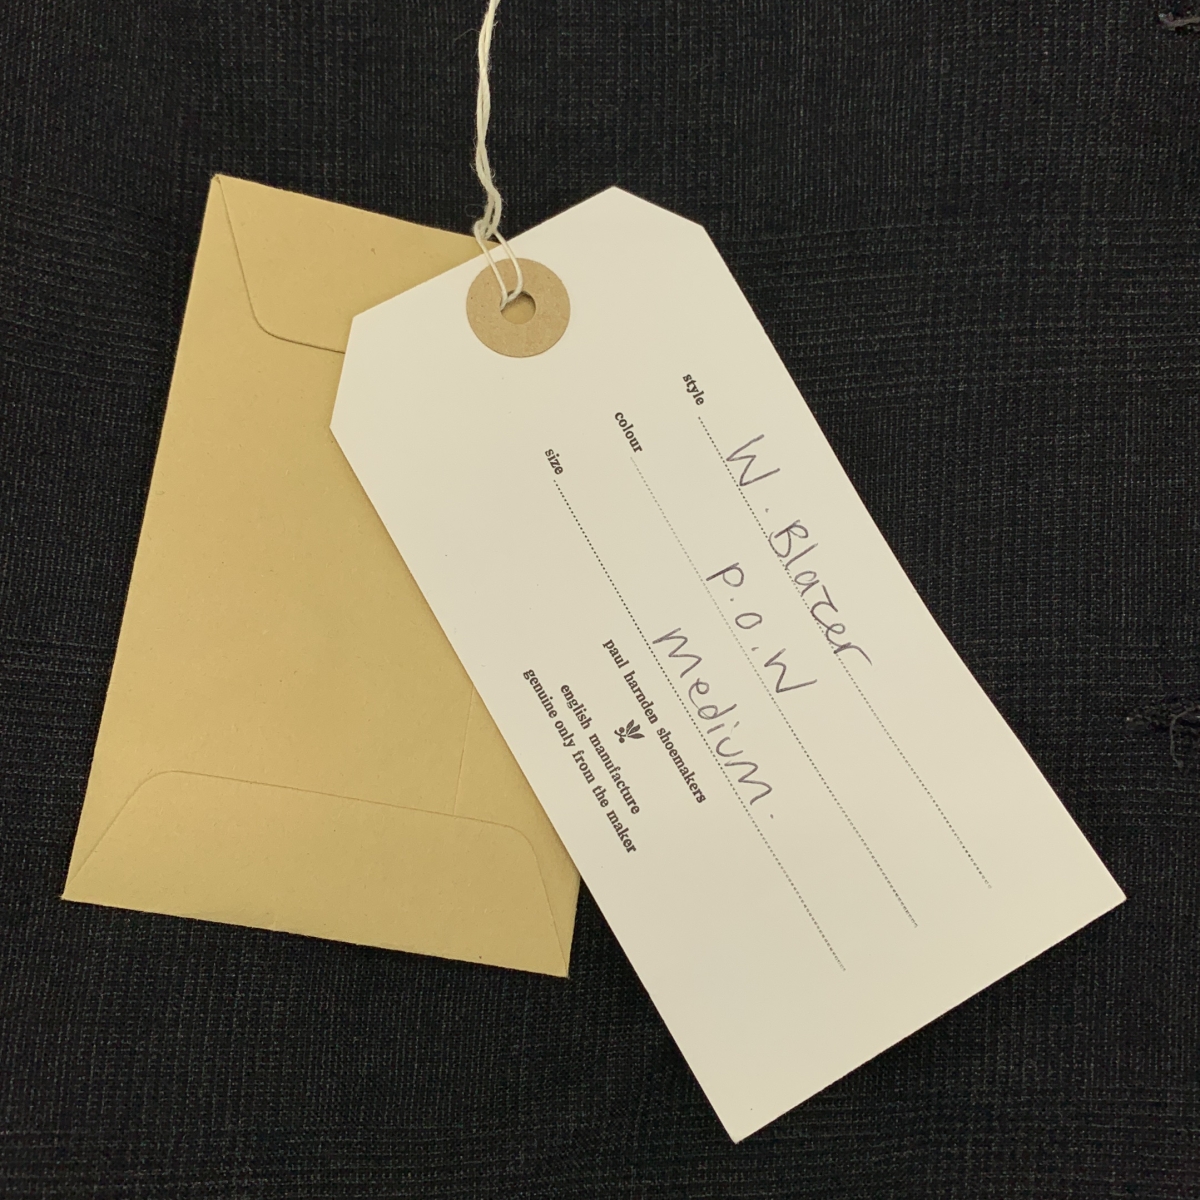 style W. Blazer
colour P.O.W
size Medium.
paul harnden shoemakers
english manufacture
genuine only from the maker